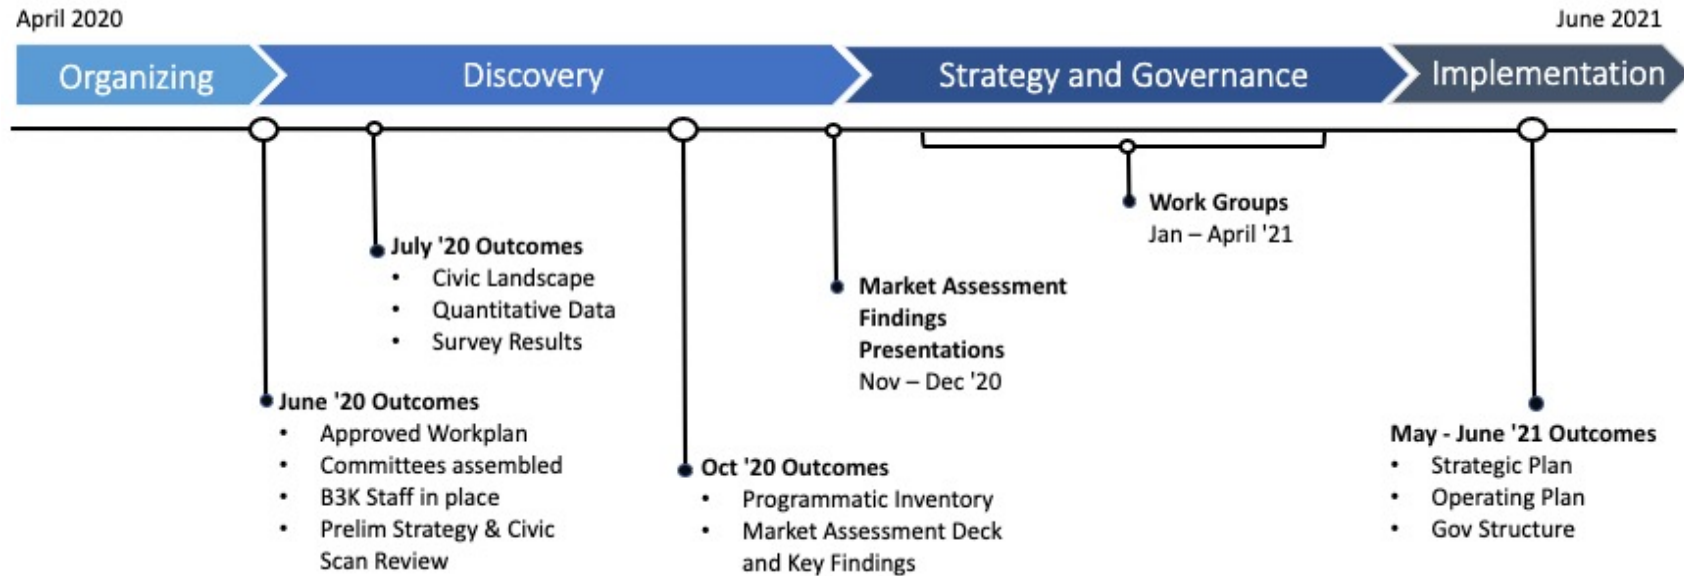 April 2020
June 2021
Organizing
Discovery
Strategy and Governance
Implementation
July '20 Outcomes
• Civic Landscape
• Quantitative Data
• Survey Results
June '20 Outcomes
• Approved Workplan
• Committees assembled
• B3K Staff in place
• Prelim Strategy & Civic
Scan Review
Oct '20 Outcomes
• Programmatic Inventory
• Market Assessment Deck
and Key Findings
Market Assessment
Findings
Presentations
Nov – Dec '20
Work Groups
Jan – April '21
May - June '21 Outcomes
• Strategic Plan
• Operating Plan
• Gov Structure